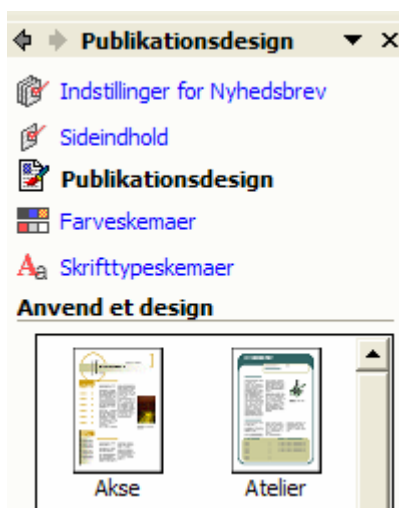 Publikationsdesign
Indstillinger for Nyhedsbrev
Sideindhold
Publikationsdesign
Farveskemaer
Skrifttypeskemaer
Anvend et design
Akse Atelier